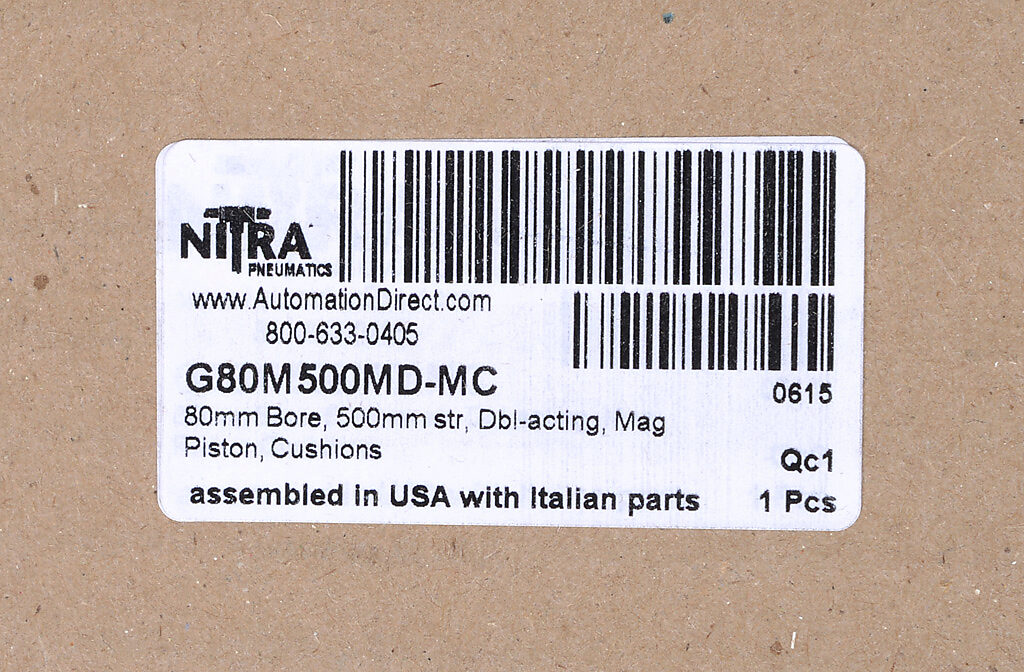 NITRA
PNEUMATICS
www.AutomationDirect.com
800-633-0405
G80M500MD-MC
0615
80mm Bore, 500mm str, Dbl-acting, Mag
Piston, Cushions
Qc1
assembled in USA with Italian parts
1 Pcs